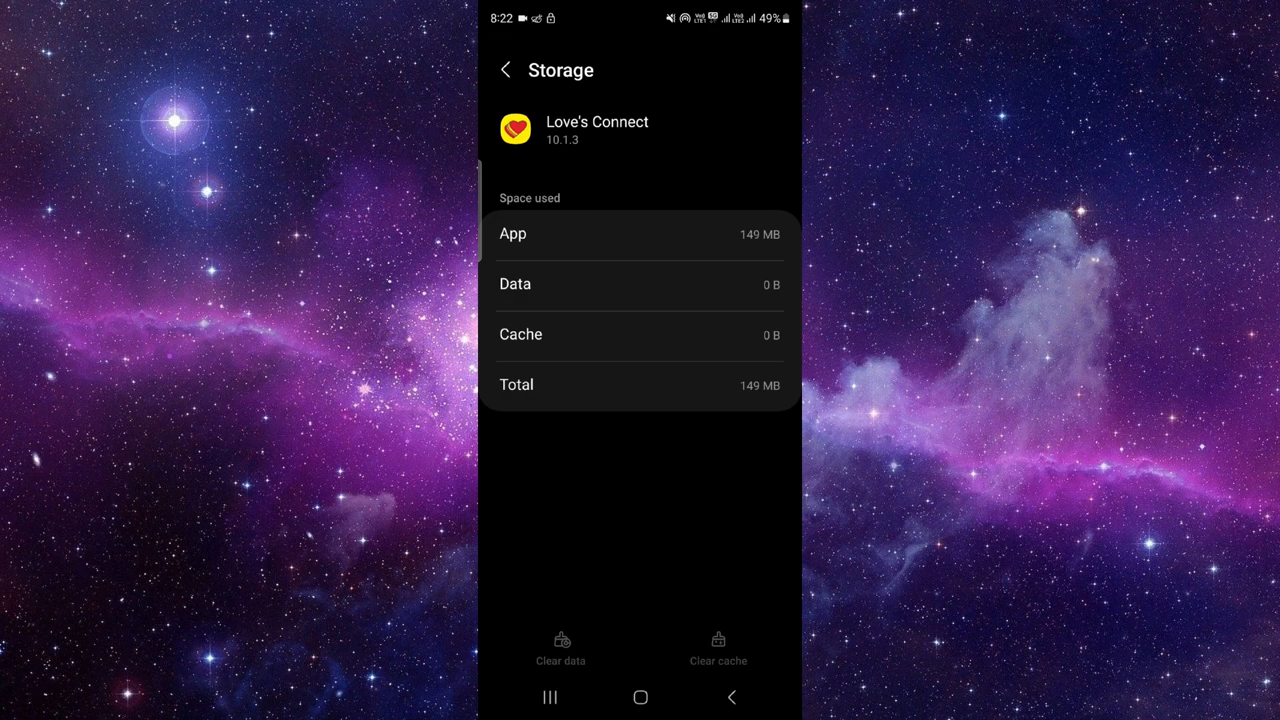 8:22 49%
Storage
Love's Connect
10.1.3
Space used
App 149 MB
Data 0 B
Cache 0 B
Total 149 MB
Clear data Clear cache